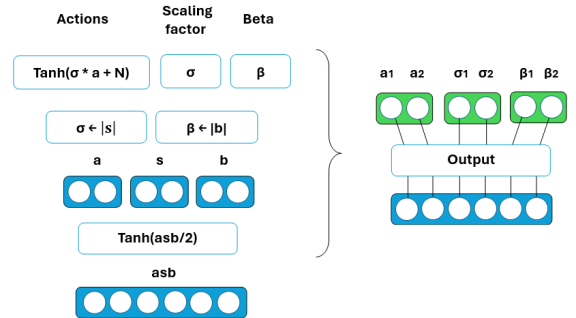 Actions
Scaling
factor
Beta
Tanh(σ * a + N)
σ
β
σ ← |s|
β ← |b|
a
s
b
Tanh(asb/2)
asb
a1
a2
σ1
σ2
β1
β2
Output